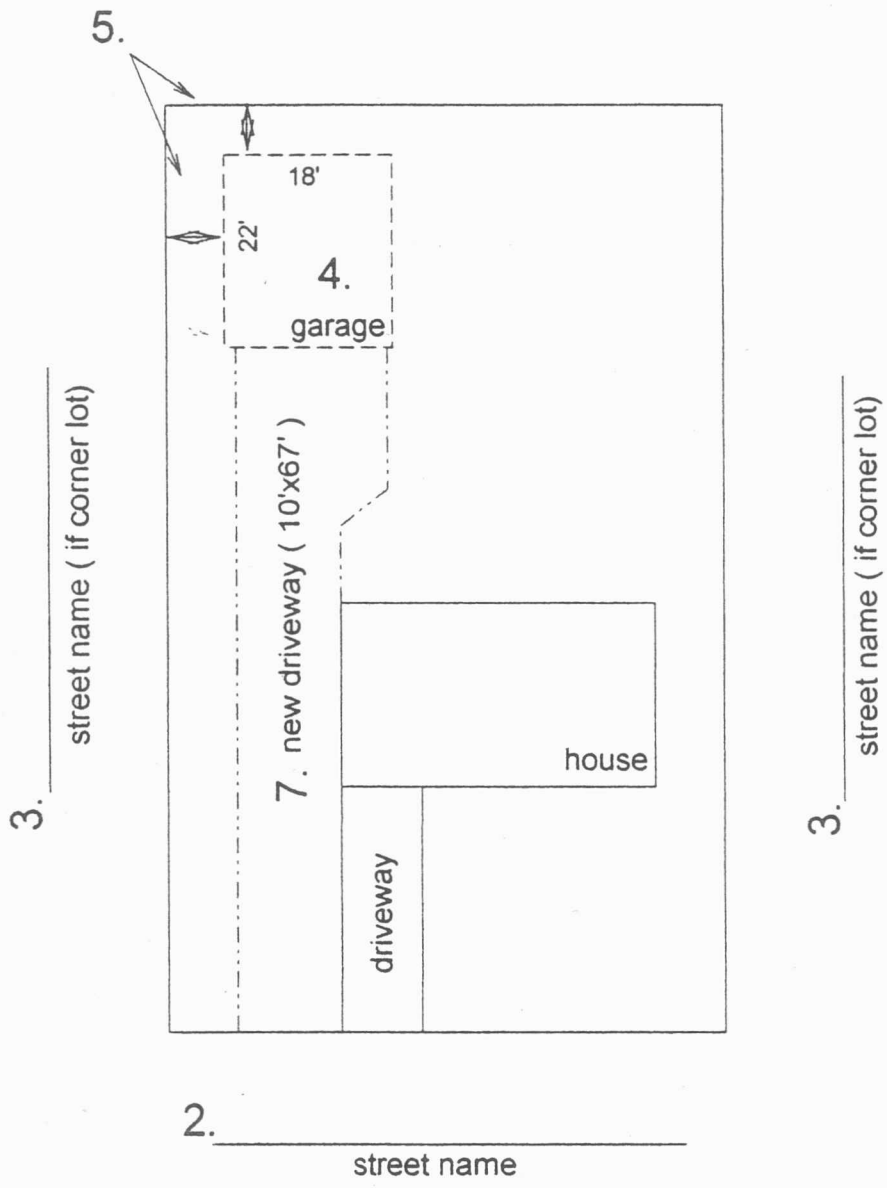 5.
18'
22'
4.
garage
3.
street name ( if corner lot)
7. new driveway ( 10'x67' )
house
driveway
3.
street name ( if corner lot)
2.
street name